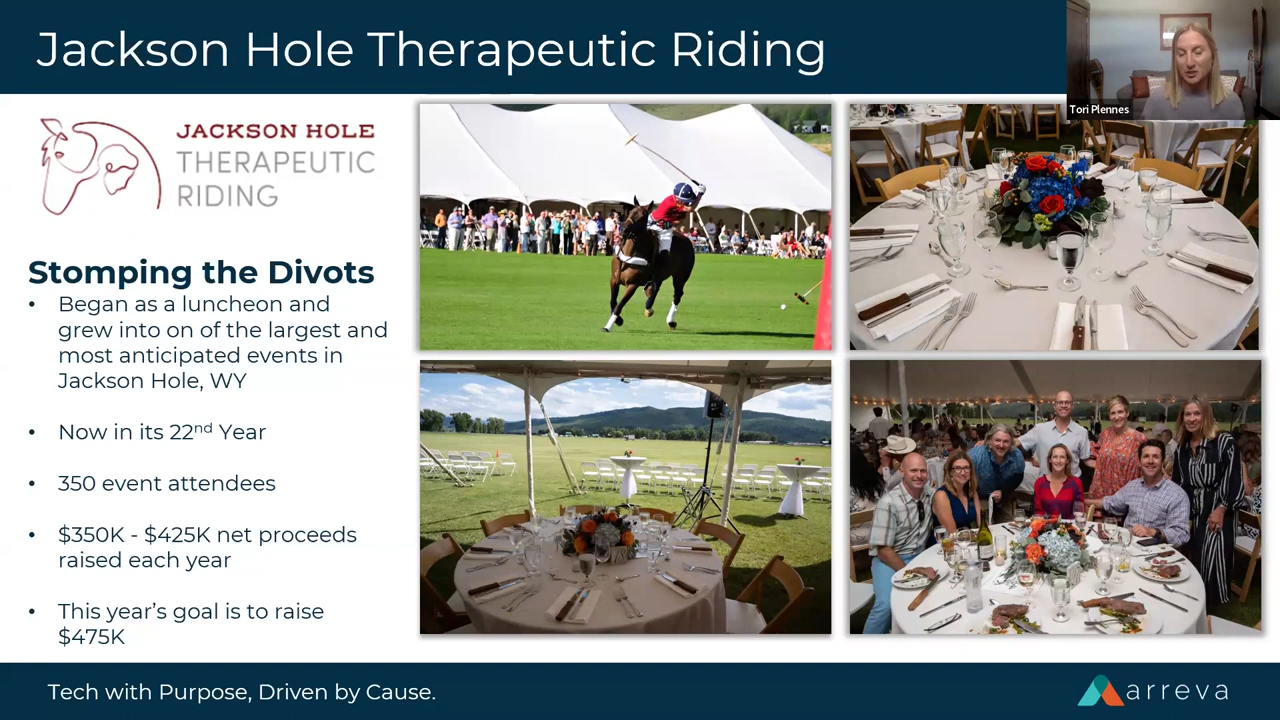 Jackson Hole Therapeutic Riding
Tori Plennes
JACKSON HOLE
THERAPEUTIC
RIDING
Stomping the Divots
• Began as a luncheon and
grew into on of the largest and
most anticipated events in
Jackson Hole, WY
• Now in its 22nd Year
• 350 event attendees
• $350K - $425K net proceeds
raised each year
• This year’s goal is to raise
$475K
Tech with Purpose, Driven by Cause.
arreva